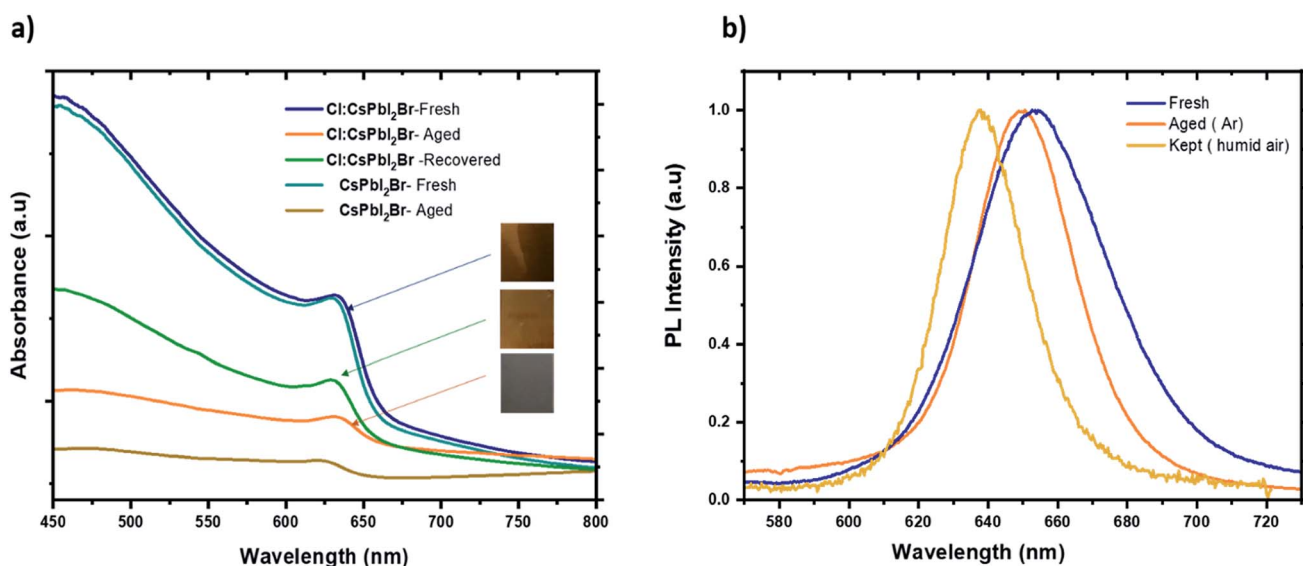 a)
Absorbance (a.u)
Cl:CsPbI₂Br-Fresh
Cl:CsPbI₂Br- Aged
Cl:CsPbI₂Br -Recovered
CsPbI₂Br- Fresh
CsPbI₂Br- Aged
450 500 550 600 650 700 750 800
Wavelength (nm)
b)
PL Intensity (a.u)
1.0
0.8
0.6
0.4
0.2
0.0
Fresh
Aged ( Ar)
Kept ( humid air)
580 600 620 640 660 680 700 720
Wavelength (nm)